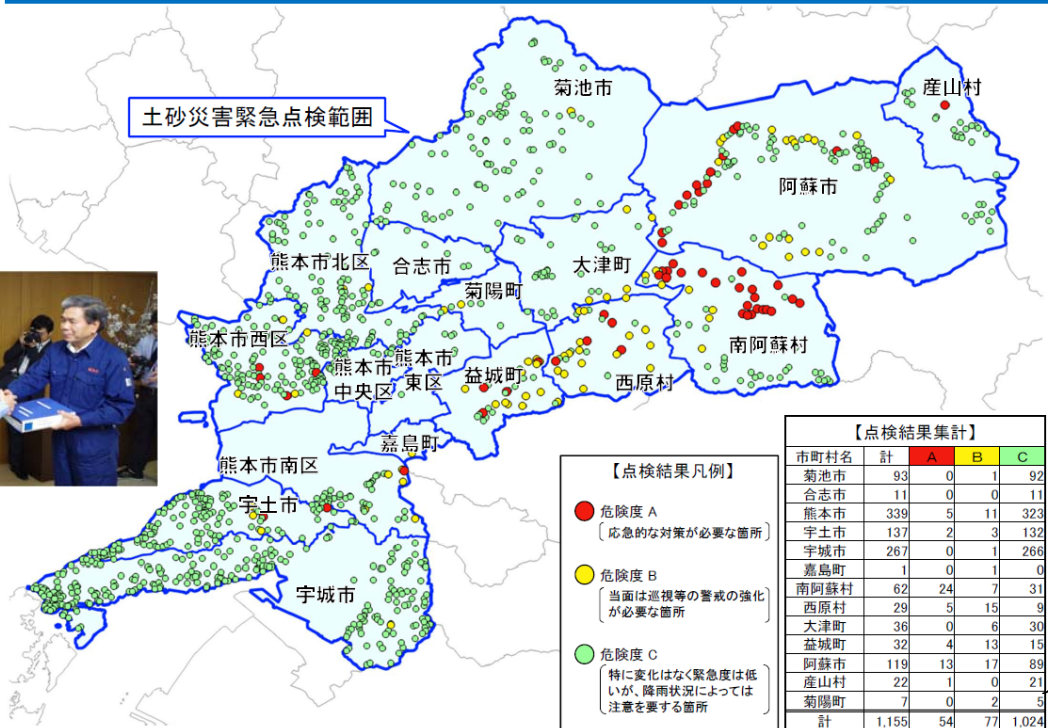 土砂災害緊急点検範囲
菊池市
産山村
阿蘇市
熊本市北区
合志市
大津町
菊陽町
熊本市西区
熊本市
中央区
熊本市
東区
益城町
西原村
南阿蘇村
嘉島町
熊本市南区
宇土市
宇城市
【点検結果凡例】
危険度 A
応急的な対策が必要な箇所
危険度 B
当面は巡視等の警戒の強化
が必要な箇所
危険度 C
特に変化はなく緊急度は低
いが、降雨状況によっては
注意を要する箇所
【点検結果集計】
市町村名 計 A B C
菊池市 93 0 1 92
合志市 11 0 0 11
熊本市 339 5 11 323
宇土市 137 2 3 132
宇城市 267 0 1 266
嘉島町 1 0 1 0
南阿蘇村 62 24 7 31
西原村 29 5 15 9
大津町 36 0 6 30
益城町 32 4 13 15
阿蘇市 119 13 17 89
産山村 22 1 0 21
菊陽町 7 0 2 5
計 1,155 54 77 1,024